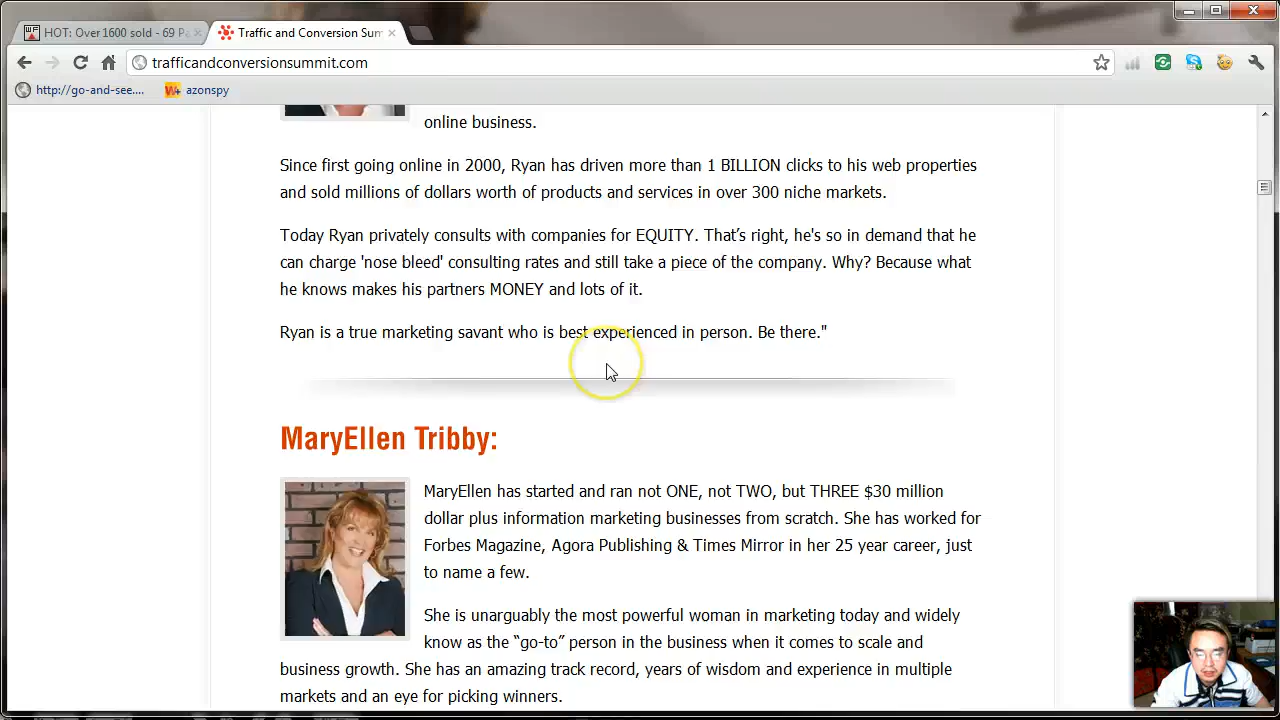 HOT: Over 1600 sold - 69 P
Traffic and Conversion Sum
trafficandconversionsummit.com
http://go-and-see....
azonspy
online business.
Since first going online in 2000, Ryan has driven more than 1 BILLION clicks to his web properties
and sold millions of dollars worth of products and services in over 300 niche markets.
Today Ryan privately consults with companies for EQUITY. That’s right, he's so in demand that he
can charge 'nose bleed' consulting rates and still take a piece of the company. Why? Because what
he knows makes his partners MONEY and lots of it.
Ryan is a true marketing savant who is best experienced in person. Be there."
MaryEllen Tribby:
MaryEllen has started and ran not ONE, not TWO, but THREE $30 million
dollar plus information marketing businesses from scratch. She has worked for
Forbes Magazine, Agora Publishing & Times Mirror in her 25 year career, just
to name a few.
She is unarguably the most powerful woman in marketing today and widely
know as the “go-to” person in the business when it comes to scale and
business growth. She has an amazing track record, years of wisdom and experience in multiple
markets and an eye for picking winners.